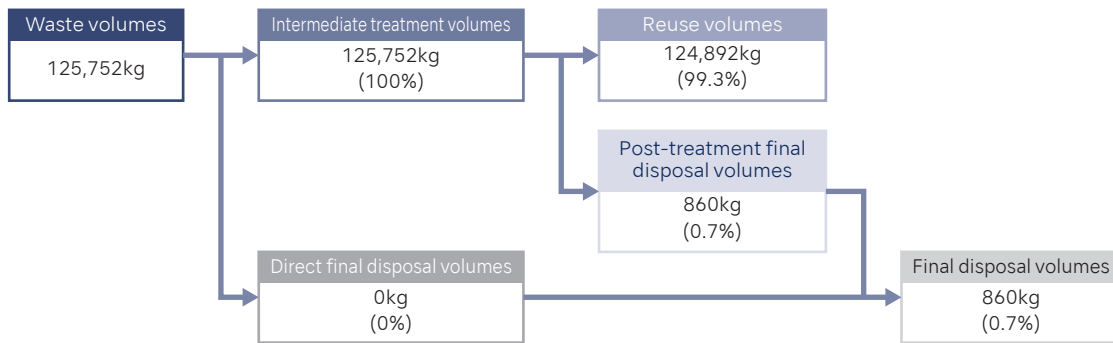 Waste volumes
125,752kg
Intermediate treatment volumes
125,752kg
(100%)
Reuse volumes
124,892kg
(99.3%)
Post-treatment final
disposal volumes
860kg
(0.7%)
Direct final disposal volumes
0kg
(0%)
Final disposal volumes
860kg
(0.7%)